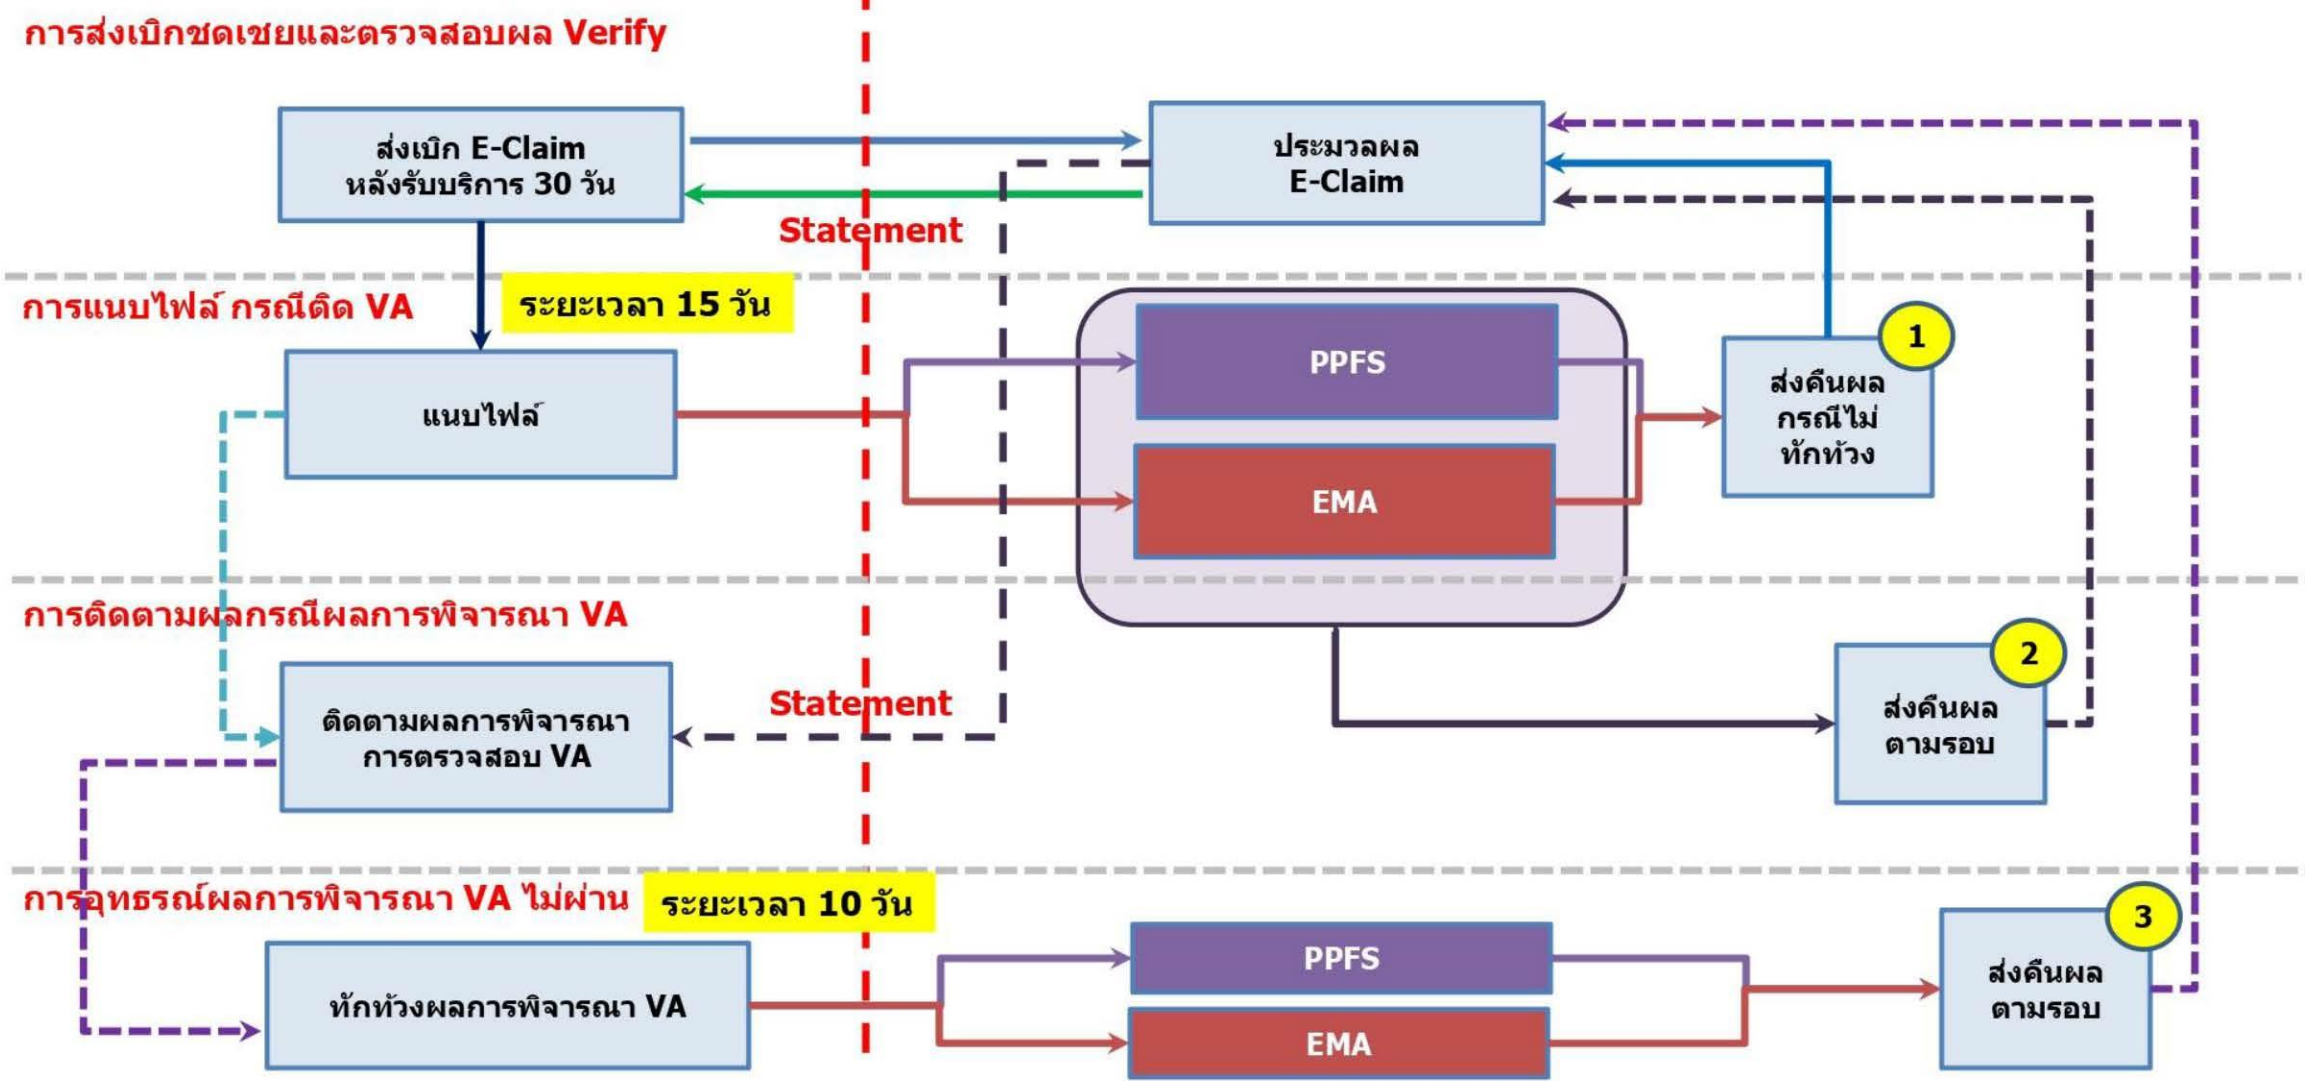 การส่งเบิกชดเชยและตรวจสอบผล Verify
ส่งเบิก E-Claim
หลังรับบริการ 30 วัน
ประมวลผล
E-Claim
Statement
การแนบไฟล์ กรณีติด VA
ระยะเวลา 15 วัน
แนบไฟล์
PPFS
EMA
1
ส่งคืนผล
กรณีไม่
ทักท้วง
การติดตามผลกรณีผลการพิจารณา VA
ติดตามผลการพิจารณา
การตรวจสอบ VA
Statement
2
ส่งคืนผล
ตามรอบ
การอุทธรณ์ผลการพิจารณา VA ไม่ผ่าน
ระยะเวลา 10 วัน
ทักท้วงผลการพิจารณา VA
PPFS
EMA
3
ส่งคืนผล
ตามรอบ